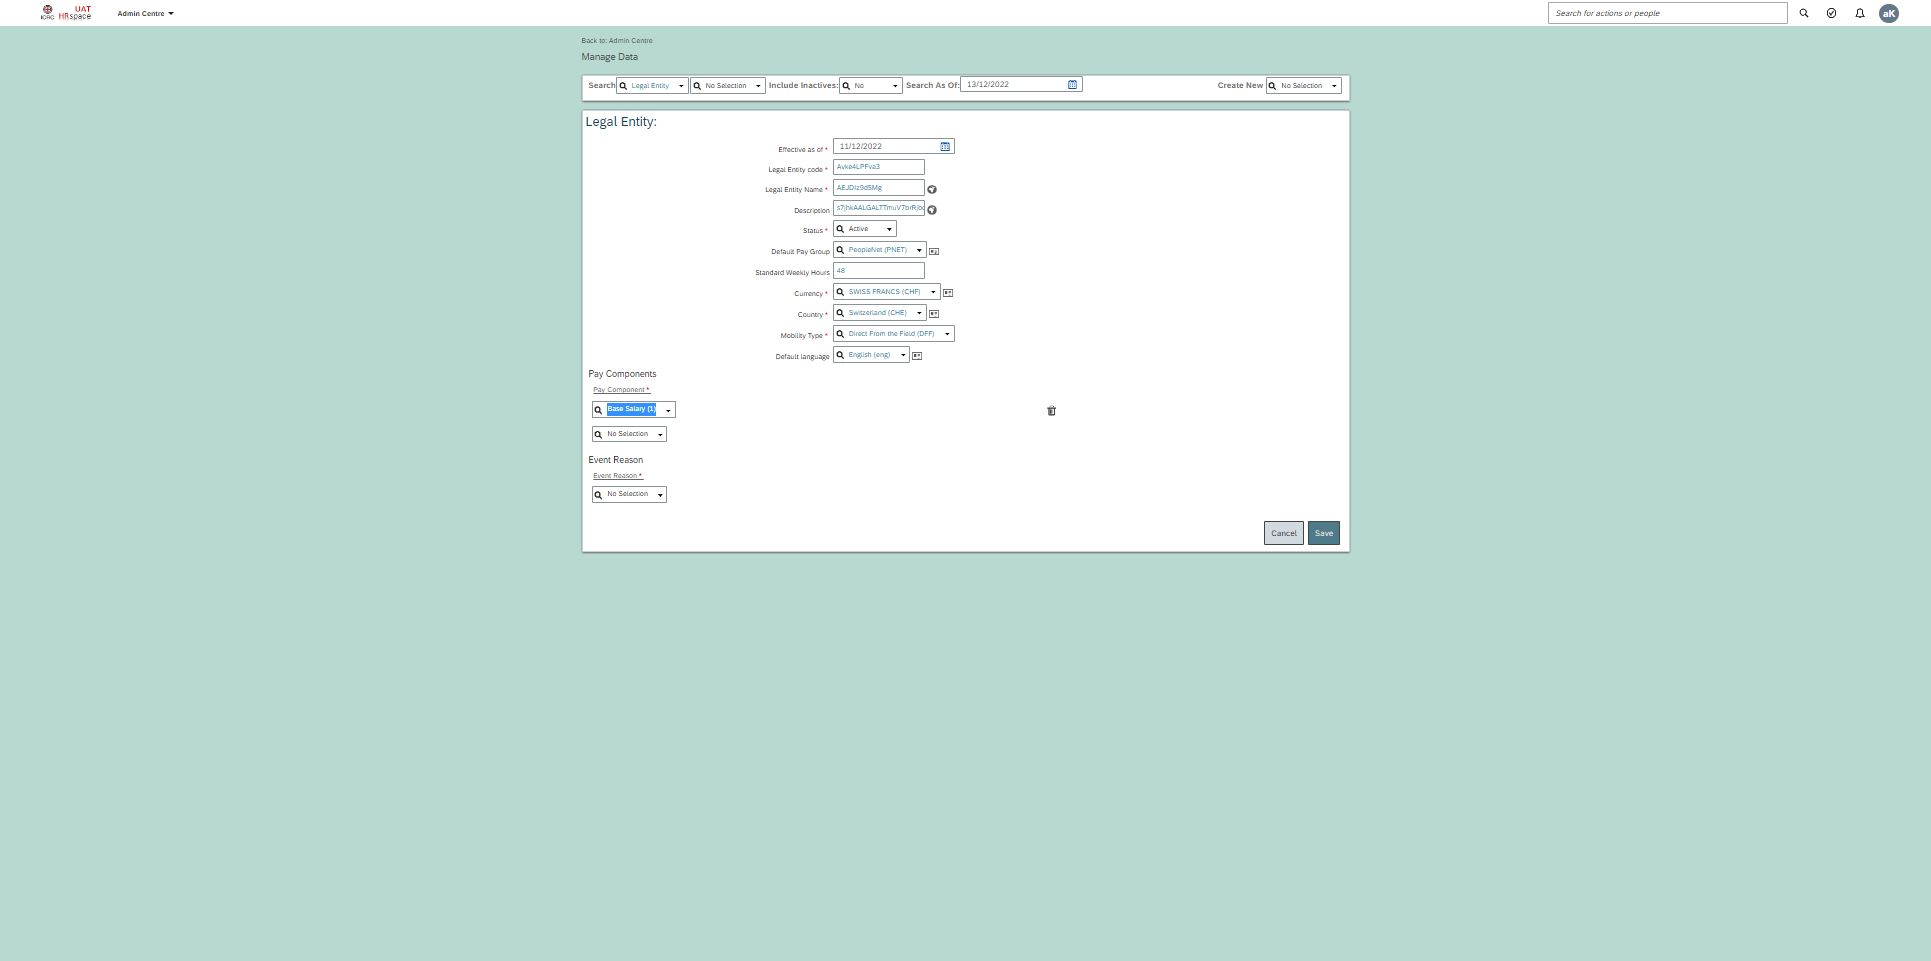 ICRC UAT HRspace Admin Centre Search for actions or people aK
Back to: Admin Centre
Manage Data
Search Legal Entity No Selection Include Inactives: No Search As Of: 13/12/2022 Create New No Selection
Legal Entity:
Effective as of * 11/12/2022
Legal Entity code * Avke4LPFva3
Legal Entity Name * AEJDIz9d5Mg
Description
Status * Active
Default Pay Group PeopleNet (PNET)
Standard Weekly Hours 48
Currency * SWISS FRANCS (CHF)
Country * Switzerland (CHE)
Mobility Type * Direct From the Field (DFF)
Default language English (eng)
Pay Components
Pay Component *
Base Salary (1)
No Selection
Event Reason
Event Reason *
No Selection
Cancel Save